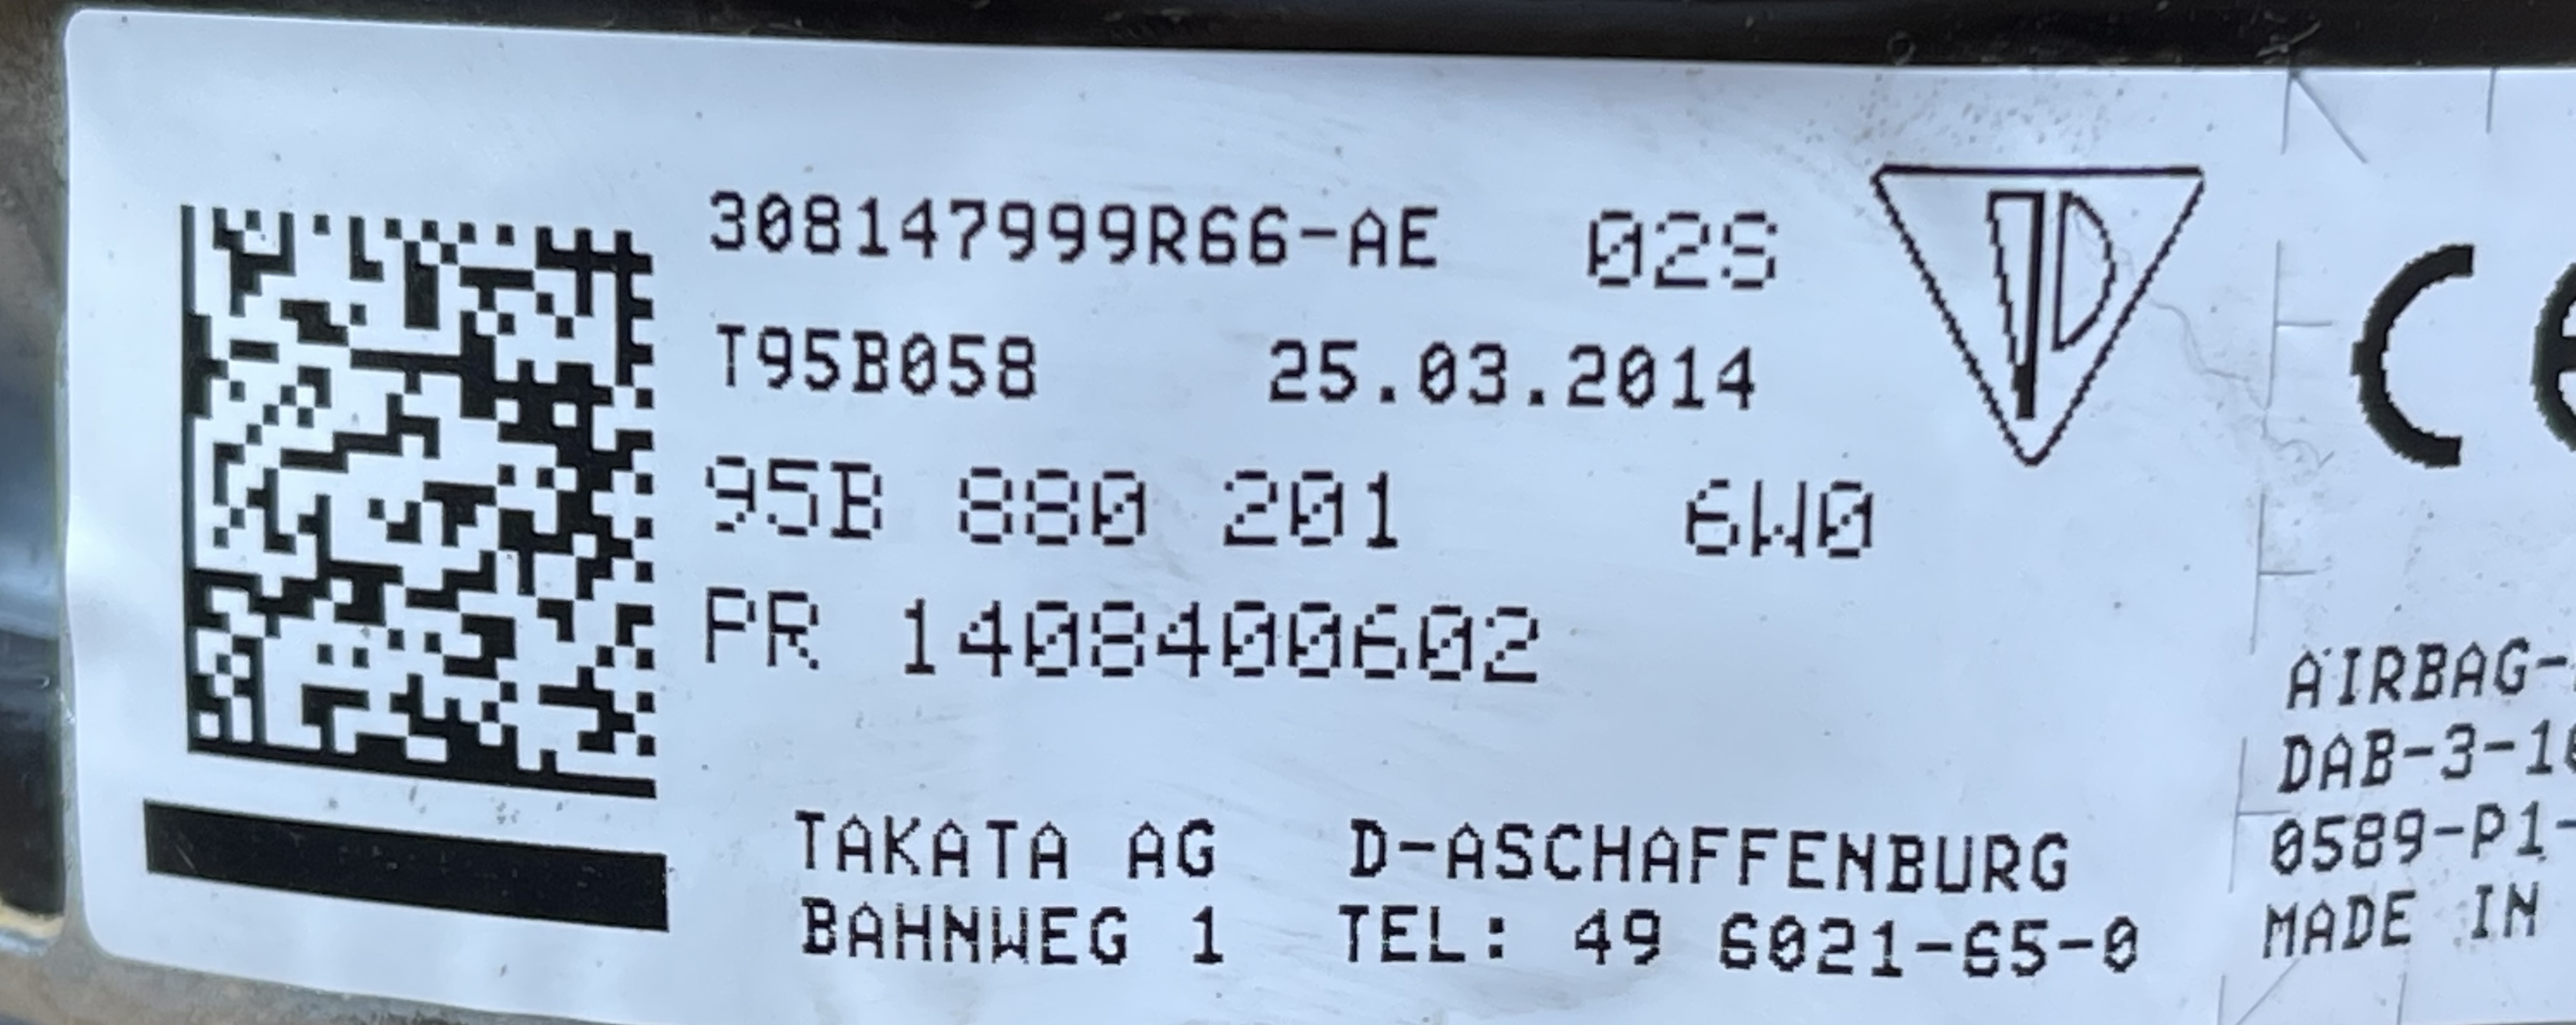 308147999R66-AE 02S
T95B058 25.03.2014
95B 880 201 6W0
PR 1408400602
TAKATA AG D-ASCHAFFENBURG
BAHNWEG 1 TEL: 49 6021-65-0
CE
AIRBAG-
DAB-3-1
0589-P1-
MADE IN